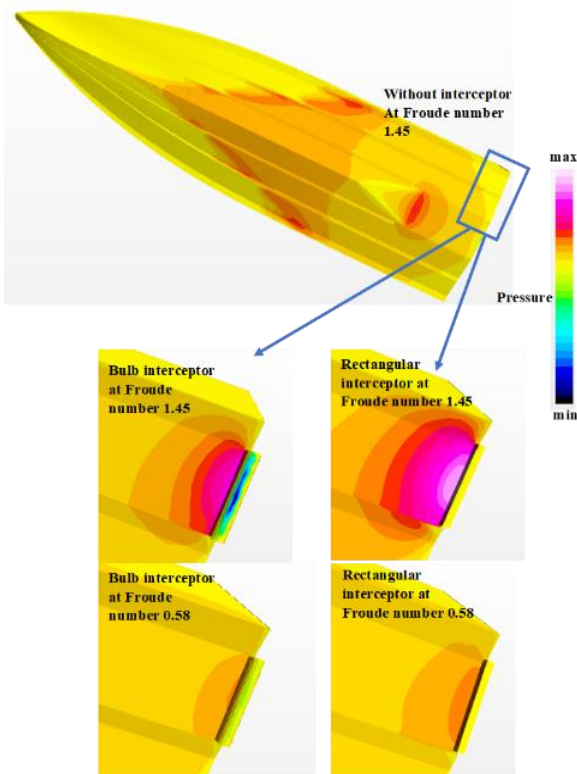 Without interceptor
At Froude number
1.45
max
Pressure
min
Bulb interceptor
at Froude
number 1.45
Rectangular
interceptor at
Froude number 1.45
Bulb interceptor
at Froude
number 0.58
Rectangular
interceptor at
Froude number 0.58